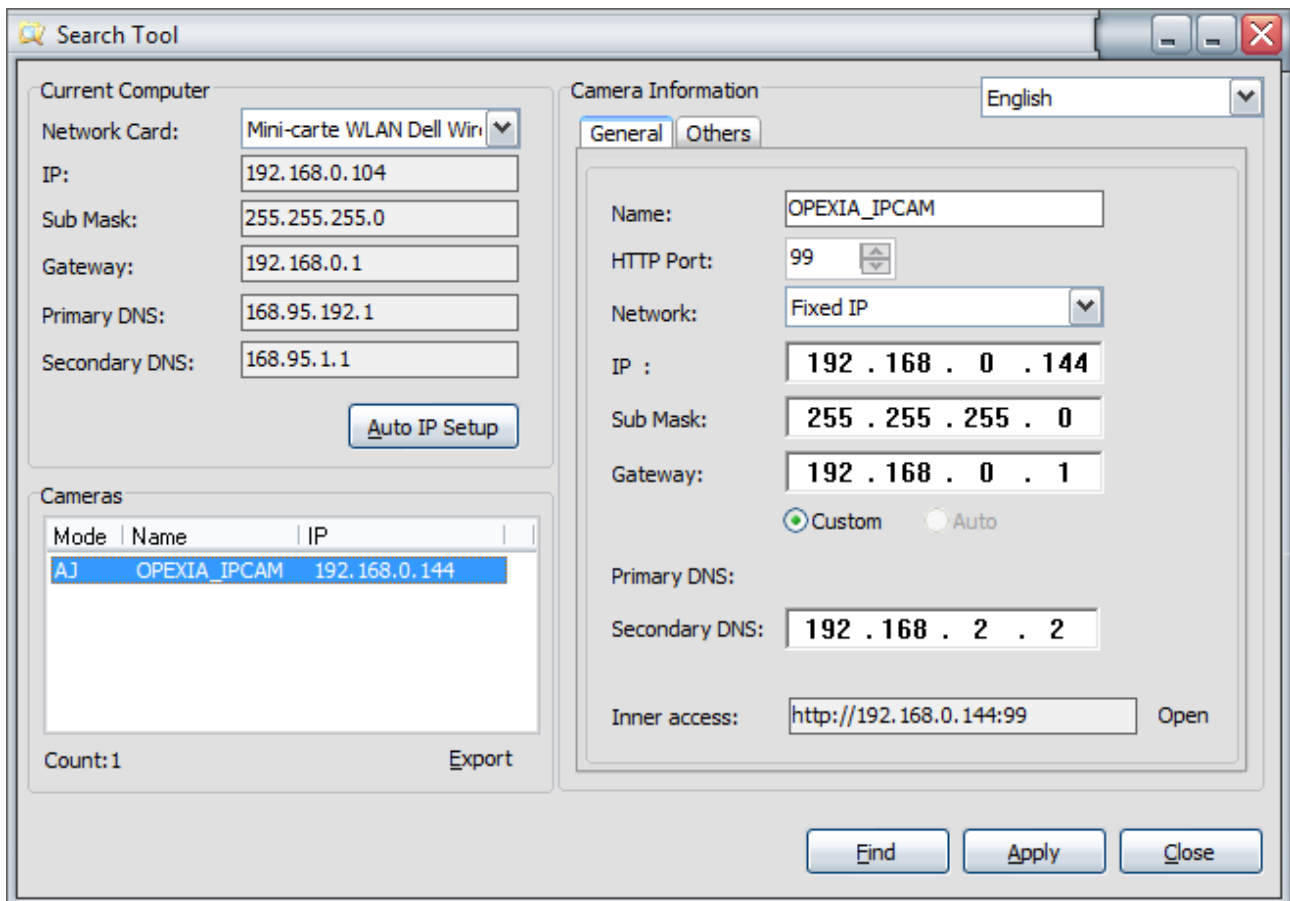 Search Tool
Current Computer
Network Card: Mini-carte WLAN Dell Wir
IP: 192.168.0.104
Sub Mask: 255.255.255.0
Gateway: 192.168.0.1
Primary DNS: 168.95.192.1
Secondary DNS: 168.95.1.1
Auto IP Setup
Cameras
Mode Name IP
AJ OPEXIA_IPCAM 192.168.0.144
Count:1 Export
Camera Information English
General Others
Name: OPEXIA_IPCAM
HTTP Port: 99
Network: Fixed IP
IP : 192 . 168 . 0 . 144
Sub Mask: 255 . 255 . 255 . 0
Gateway: 192 . 168 . 0 . 1
Custom Auto
Primary DNS:
Secondary DNS: 192 . 168 . 2 . 2
Inner access: http://192.168.0.144:99 Open
Find Apply Close